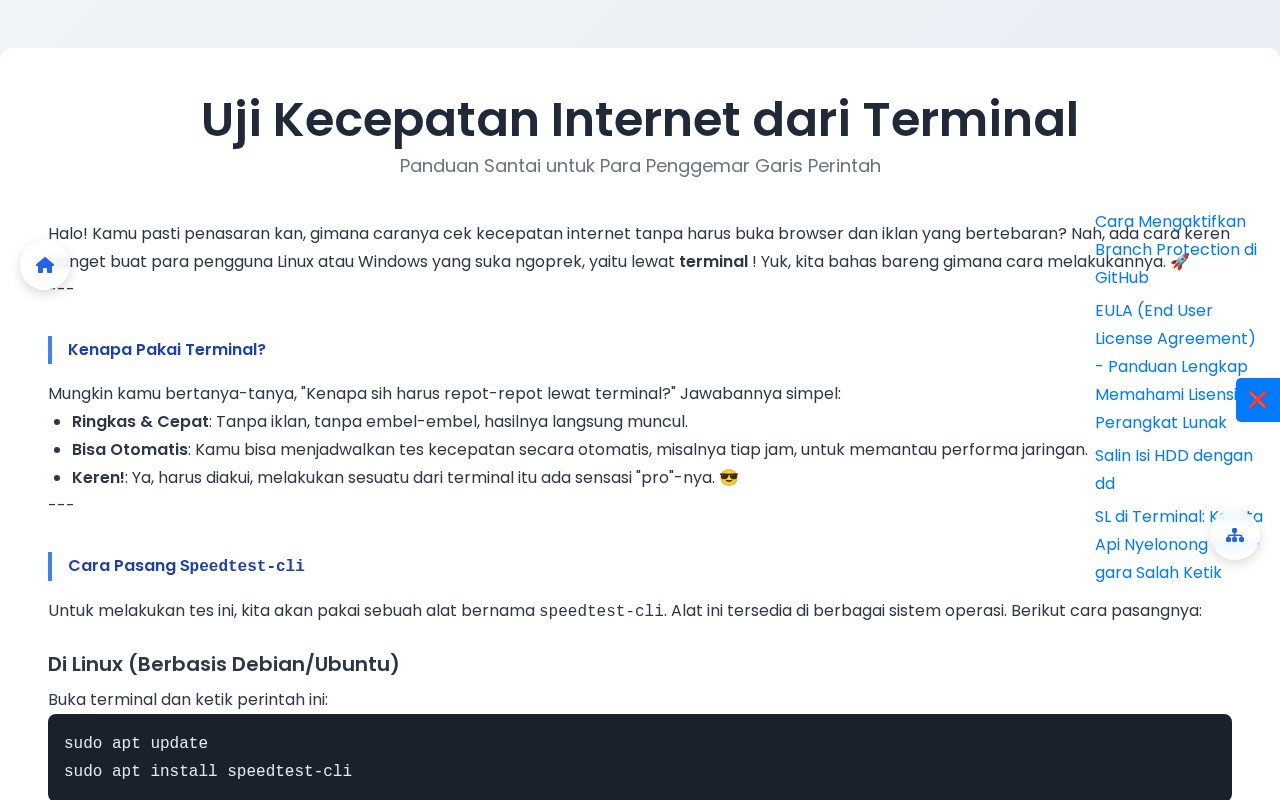 Uji Kecepatan Internet dari Terminal
Panduan Santai untuk Para Penggemar Garis Perintah
Halo! Kamu pasti penasaran kan, gimana caranya cek kecepatan internet tanpa harus buka browser dan iklan yang bertebaran? Nah, ada cara keren
nget buat para pengguna Linux atau Windows yang suka ngoprek, yaitu lewat terminal ! Yuk, kita bahas bareng gimana cara melakukannya. 🚀
---
Kenapa Pakai Terminal?
Mungkin kamu bertanya-tanya, "Kenapa sih harus repot-repot lewat terminal?" Jawabannya simpel:
Ringkas & Cepat: Tanpa iklan, tanpa embel-embel, hasilnya langsung muncul.
Bisa Otomatis: Kamu bisa menjadwalkan tes kecepatan secara otomatis, misalnya tiap jam, untuk memantau performa jaringan.
Keren!: Ya, harus diakui, melakukan sesuatu dari terminal itu ada sensasi "pro"-nya. 😎
---
Cara Pasang Speedtest-cli
Untuk melakukan tes ini, kita akan pakai sebuah alat bernama speedtest-cli. Alat ini tersedia di berbagai sistem operasi. Berikut cara pasangnya:
Di Linux (Berbasis Debian/Ubuntu)
Buka terminal dan ketik perintah ini:
sudo apt update
sudo apt install speedtest-cli
Cara Mengaktifkan
Branch Protection di
GitHub
EULA (End User
License Agreement)
- Panduan Lengkap
Memahami Lisensi
Perangkat Lunak
Salin Isi HDD dengan
dd
SL di Terminal:
Api Nyelonong
gara Salah Ketik